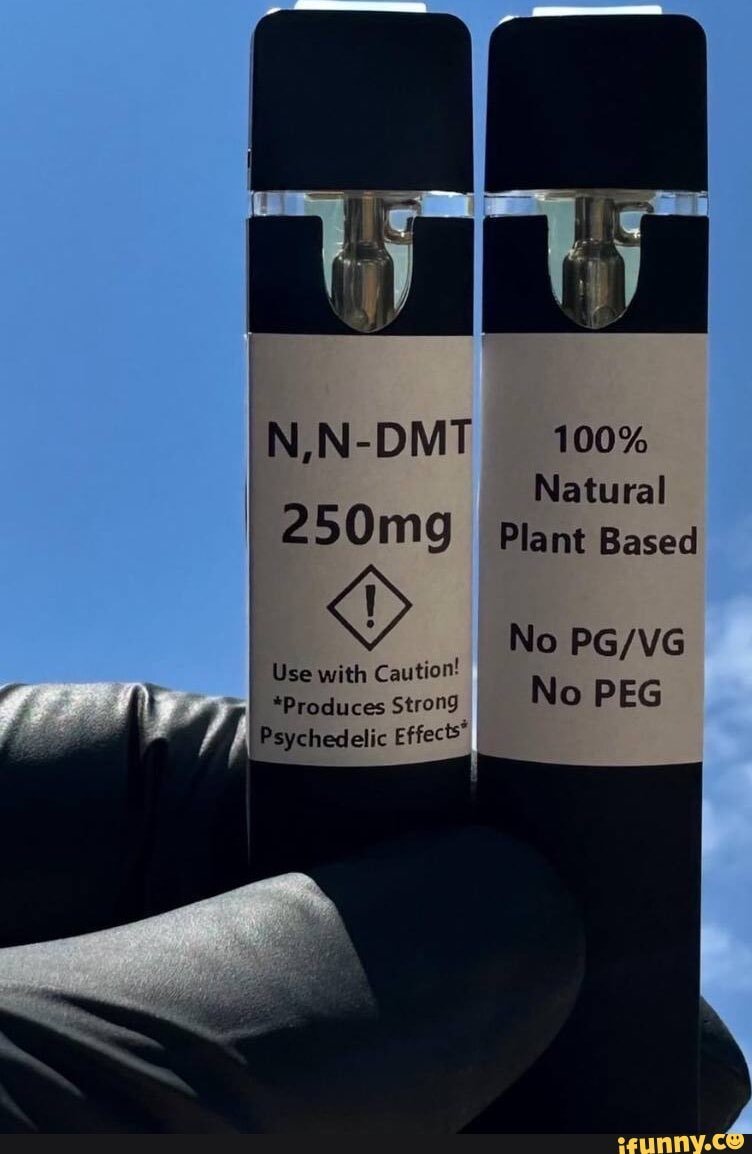 N,N-DMT
250mg
!
Use with Caution!
*Produces Strong
Psychedelic Effects*
100%
Natural
Plant Based
No PG/VG
No PEG
ifunny.co